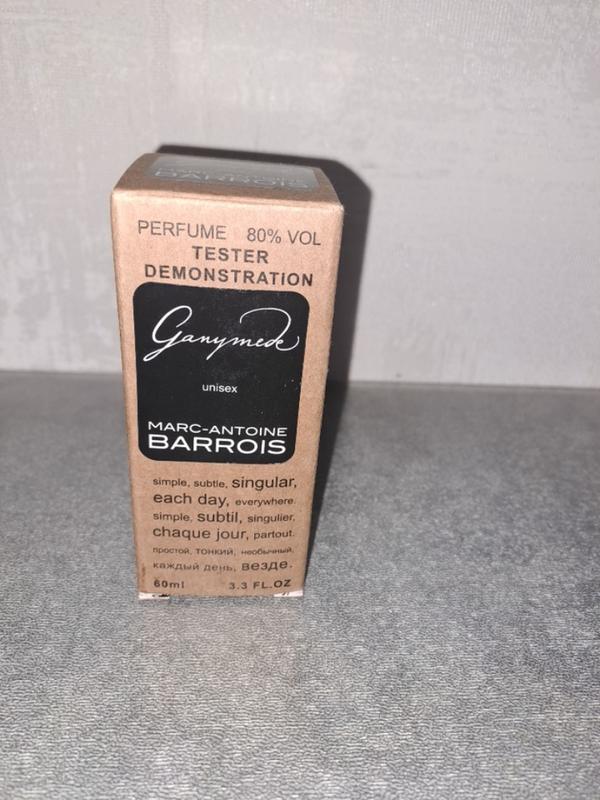 BARROIS
PERFUME 80% VOL
TESTER
DEMONSTRATION
Ganymede
unisex
MARC-ANTOINE
BARROIS
simple, subtle, singular,
each day, everywhere.
simple, subtil, singulier,
chaque jour, partout.
простой, тонкий, необычный,
каждый день, везде.
60ml 3.3 FL.OZ